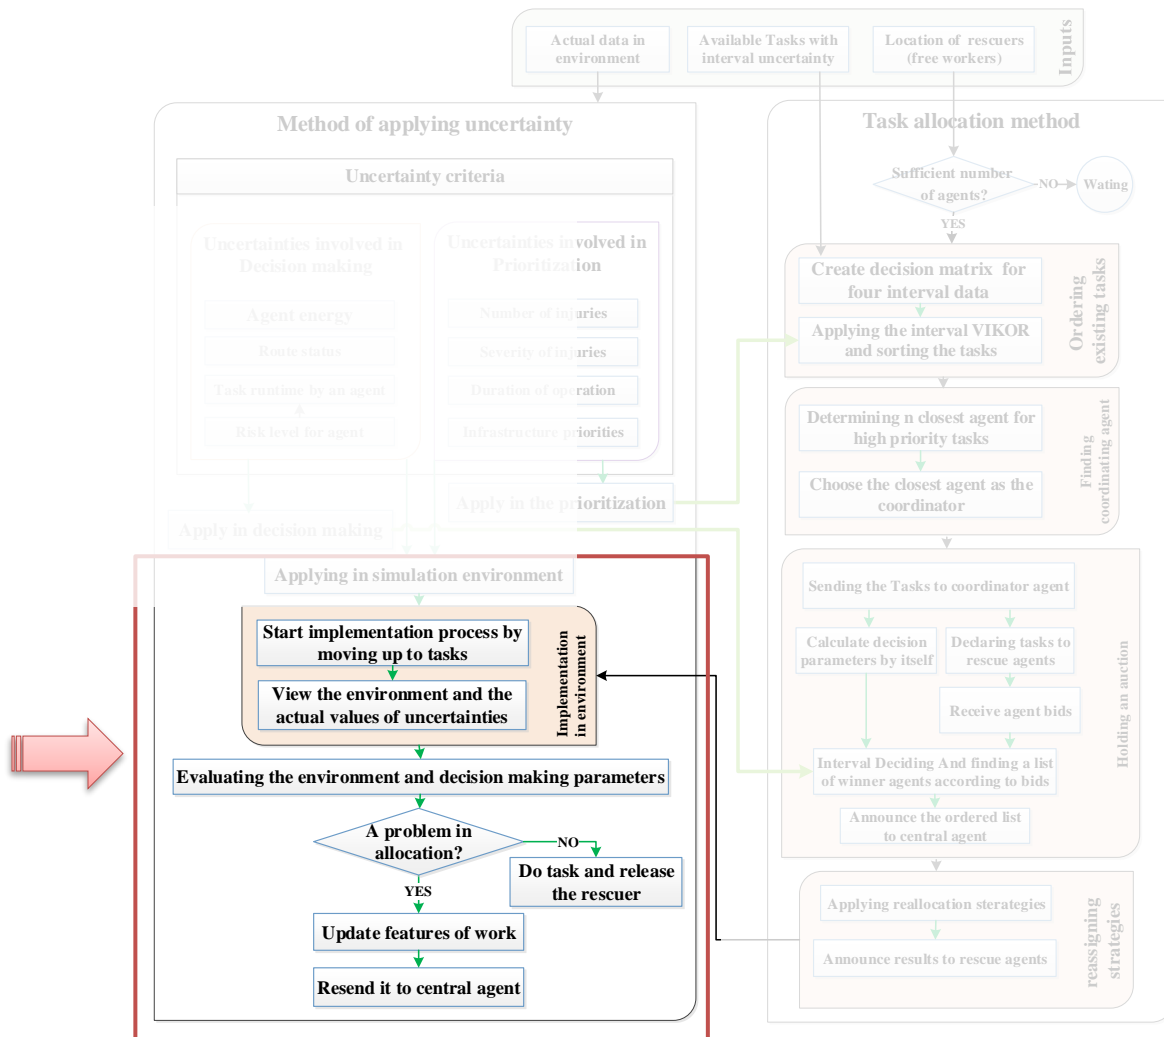 Actual data in
environment
Available Tasks with
interval uncertainty
Location of rescuers
(free workers)
Inputs
Method of applying uncertainty
Uncertainty criteria
Uncertainties involved in
Decision making
Agent energy
Route status
Task runtime by an agent
Risk level for agent
Uncertainties involved in
Prioritization
Number of injuries
Severity of injuries
Duration of operation
Infrastructure priorities
Apply in the prioritization
Apply in decision making
Applying in simulation environment
Start implementation process by
moving up to tasks
View the environment and the
actual values of uncertainties
Implementation
in environment
Evaluating the environment and decision making parameters
A problem in
allocation?
NO
Do task and release
the rescuer
YES
Update features of work
Resend it to central agent
Task allocation method
Sufficient number
of agents?
NO
Wating
YES
Create decision matrix for
four interval data
Applying the interval VIKOR
and sorting the tasks
Ordering
existing tasks
Determining n closest agent for
high priority tasks
Choose the closest agent as the
coordinator
Finding
coordinating agent
Sending the Tasks to coordinator agent
Calculate decision
parameters by itself
Declaring tasks to
rescue agents
Receive agent bids
Interval Deciding And finding a list
of winner agents according to bids
Announce the ordered list
to central agent
Holding an auction
Applying reallocation sterategies
Announce results to rescue agents
reassigning
strategies